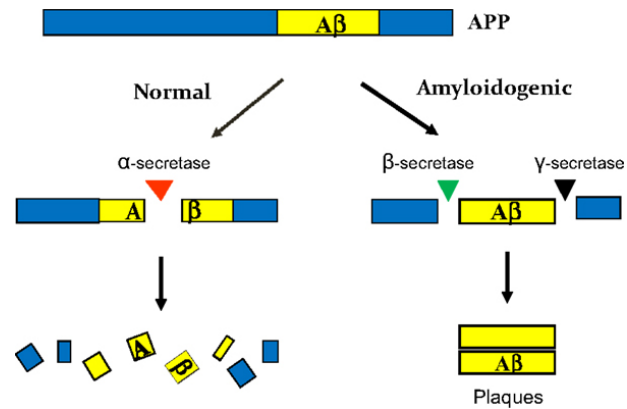 Aβ
APP
Normal
Amyloidogenic
α-secretase
β-secretase
γ-secretase
A
β
Aβ
A
β
Aβ
Plaques